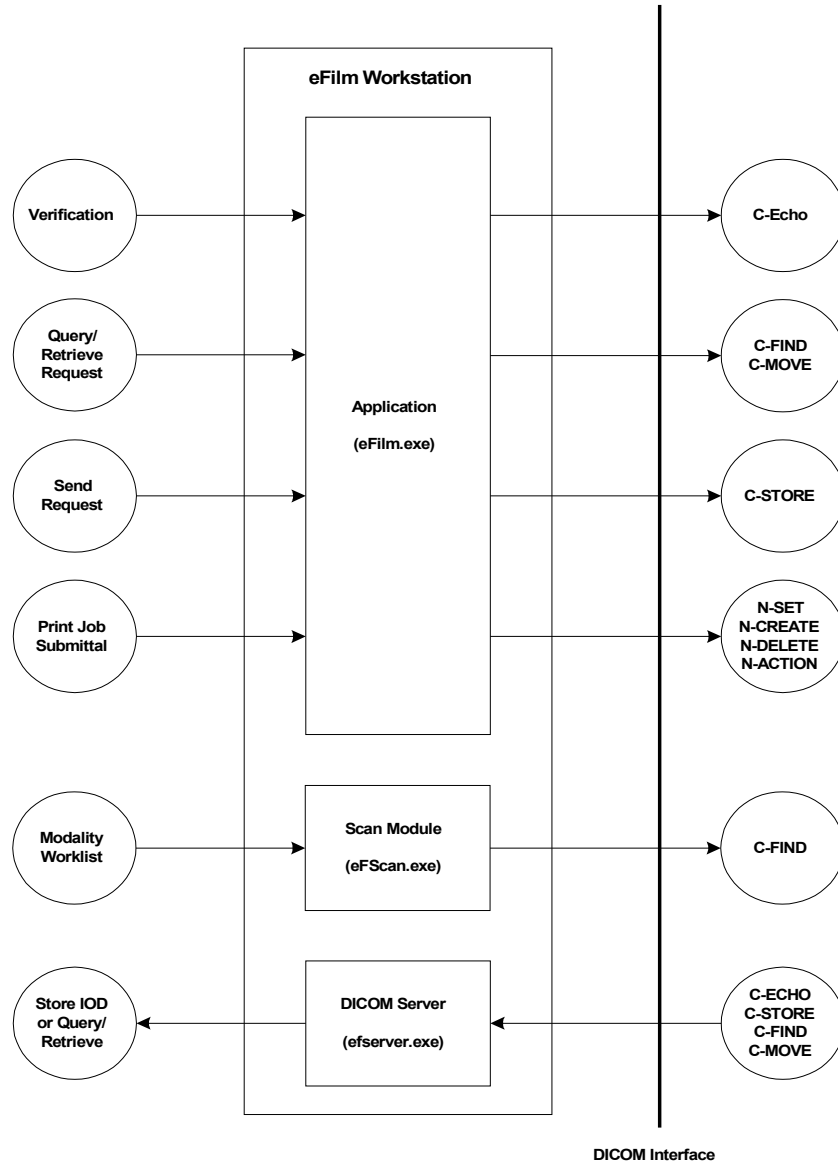 eFilm Workstation
Verification
C-Echo
Query/
Retrieve
Request
C-FIND
C-MOVE
Application
(eFilm.exe)
Send
Request
C-STORE
Print Job
Submittal
N-SET
N-CREATE
N-DELETE
N-ACTION
Modality
Worklist
Scan Module
(eFScan.exe)
C-FIND
Store IOD
or Query/
Retrieve
DICOM Server
(efserver.exe)
C-ECHO
C-STORE
C-FIND
C-MOVE
DICOM Interface